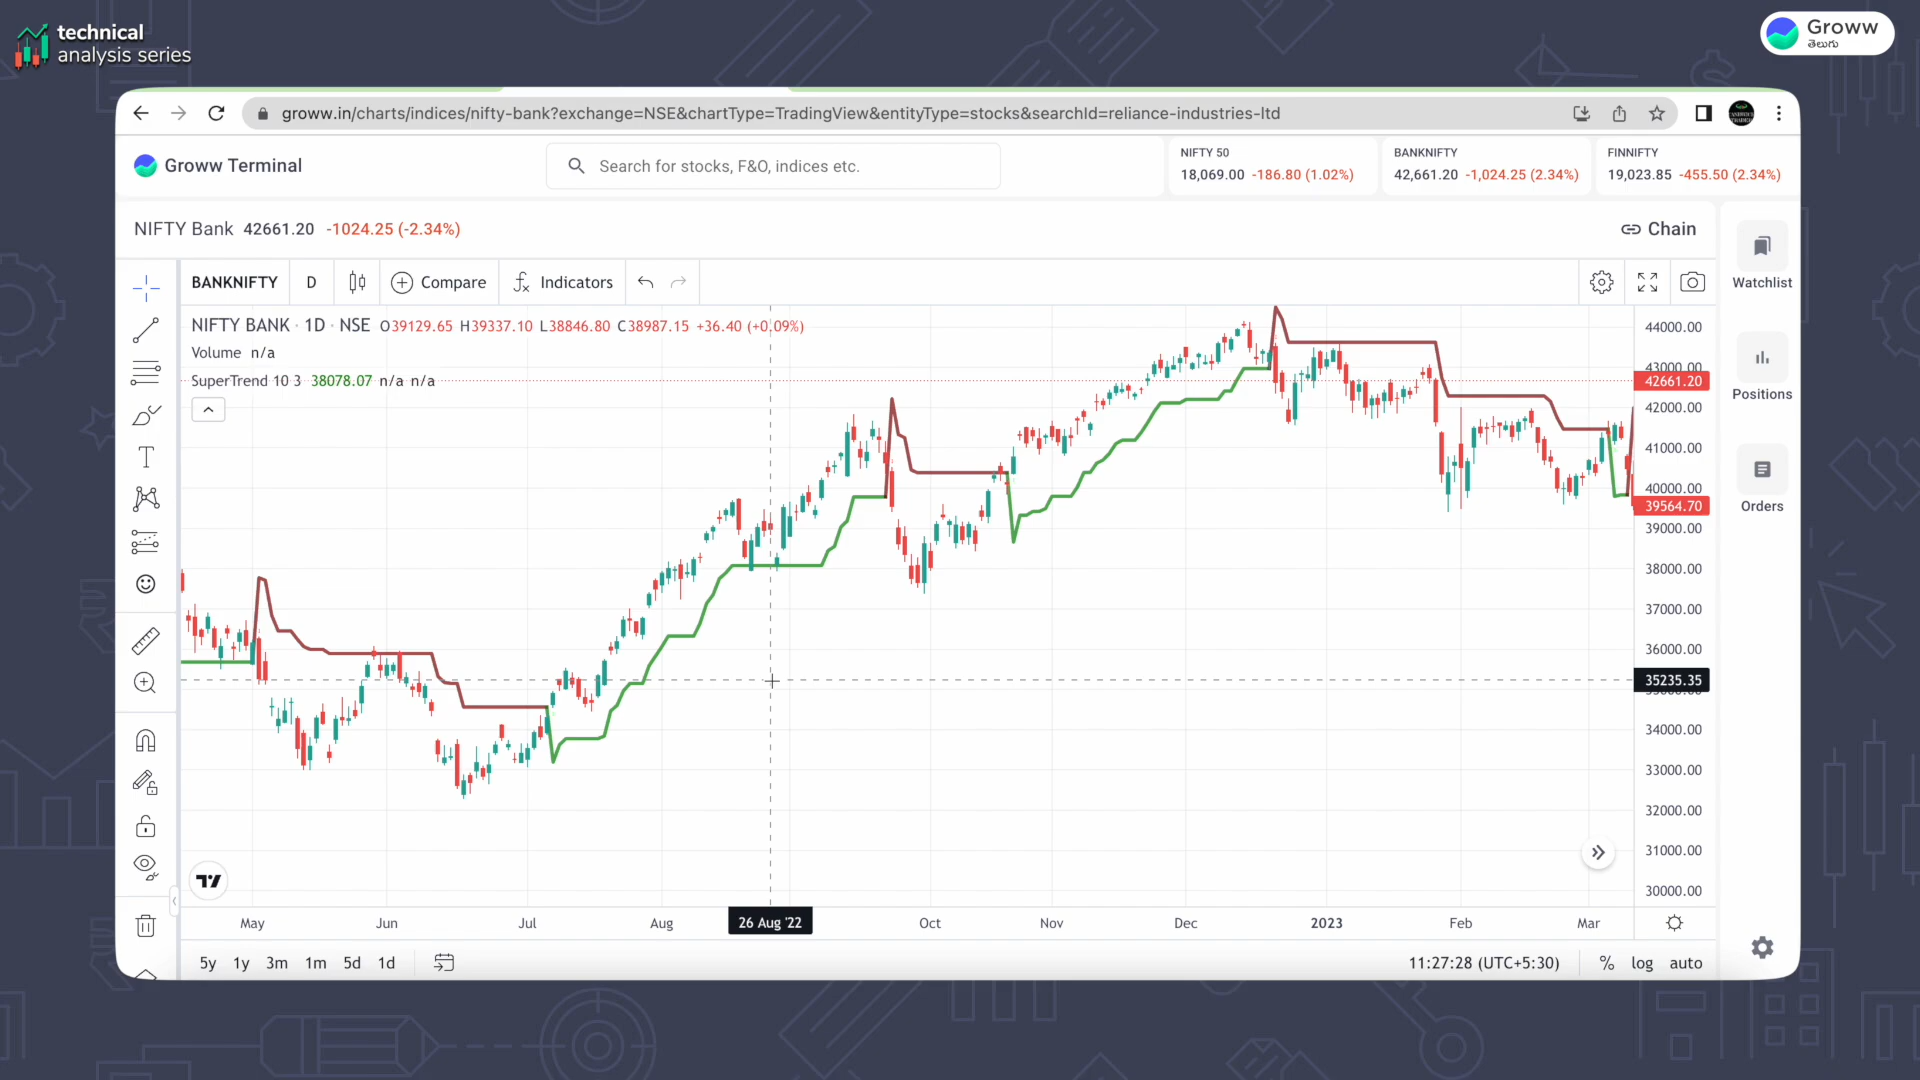 technical
analysis series
Groww
తెలుగు
groww.in/charts/indices/nifty-bank?exchange=NSE&chartType=TradingView&entityType=stocks&searchId=reliance-industries-ltd
Groww Terminal
Search for stocks, F&O, indices etc.
NIFTY 50
18,069.00 -186.80 (1.02%)
BANKNIFTY
42,661.20 -1,024.25 (2.34%)
FINNIFTY
19,023.85 -455.50 (2.34%)
NIFTY Bank 42661.20 -1024.25 (-2.34%)
Chain
Watchlist
Positions
Orders
BANKNIFTY D Compare Indicators
NIFTY BANK · 1D · NSE O39129.65 H39337.10 L38846.80 C38987.15 +36.40 (+0.09%)
Volume n/a
SuperTrend 10 3 38078.07 n/a n/a
T
44000.00
43000.00
42661.20
42000.00
41000.00
40000.00
39564.70
39000.00
38000.00
37000.00
36000.00
35235.35
34000.00
33000.00
32000.00
31000.00
30000.00
May Jun Jul Aug 26 Aug '22 Oct Nov Dec 2023 Feb Mar
5y 1y 3m 1m 5d 1d
11:27:28 (UTC+5:30) % log auto